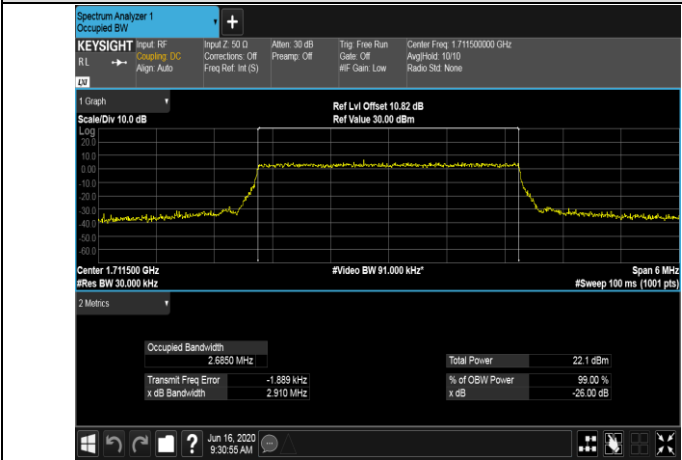 Spectrum Analyzer 1
Occupied BW
+
KEYSIGHT
RL
LXI
Input: RF
Coupling: DC
Align: Auto
Input Z: 50 Ω
Corrections: Off
Freq Ref: Int (S)
Atten: 30 dB
Preamp: Off
Trig: Free Run
Gate: Off
#IF Gain: Low
Center Freq: 1.711500000 GHz
Avg|Hold: 10/10
Radio Std: None
1 Graph
Scale/Div 10.0 dB
Ref Lvl Offset 10.82 dB
Ref Value 30.00 dBm
Log
20.0
10.0
0.00
-10.0
-20.0
-30.0
-40.0
-50.0
-60.0
Center 1.711500 GHz
#Res BW 30.000 kHz
#Video BW 91.000 kHz*
Span 6 MHz
#Sweep 100 ms (1001 pts)
2 Metrics
Occupied Bandwidth
2.6850 MHz
Total Power 22.1 dBm
Transmit Freq Error -1.889 kHz
% of OBW Power 99.00 %
x dB Bandwidth 2.910 MHz
x dB -26.00 dB
?
Jun 16, 2020
9:30:55 AM